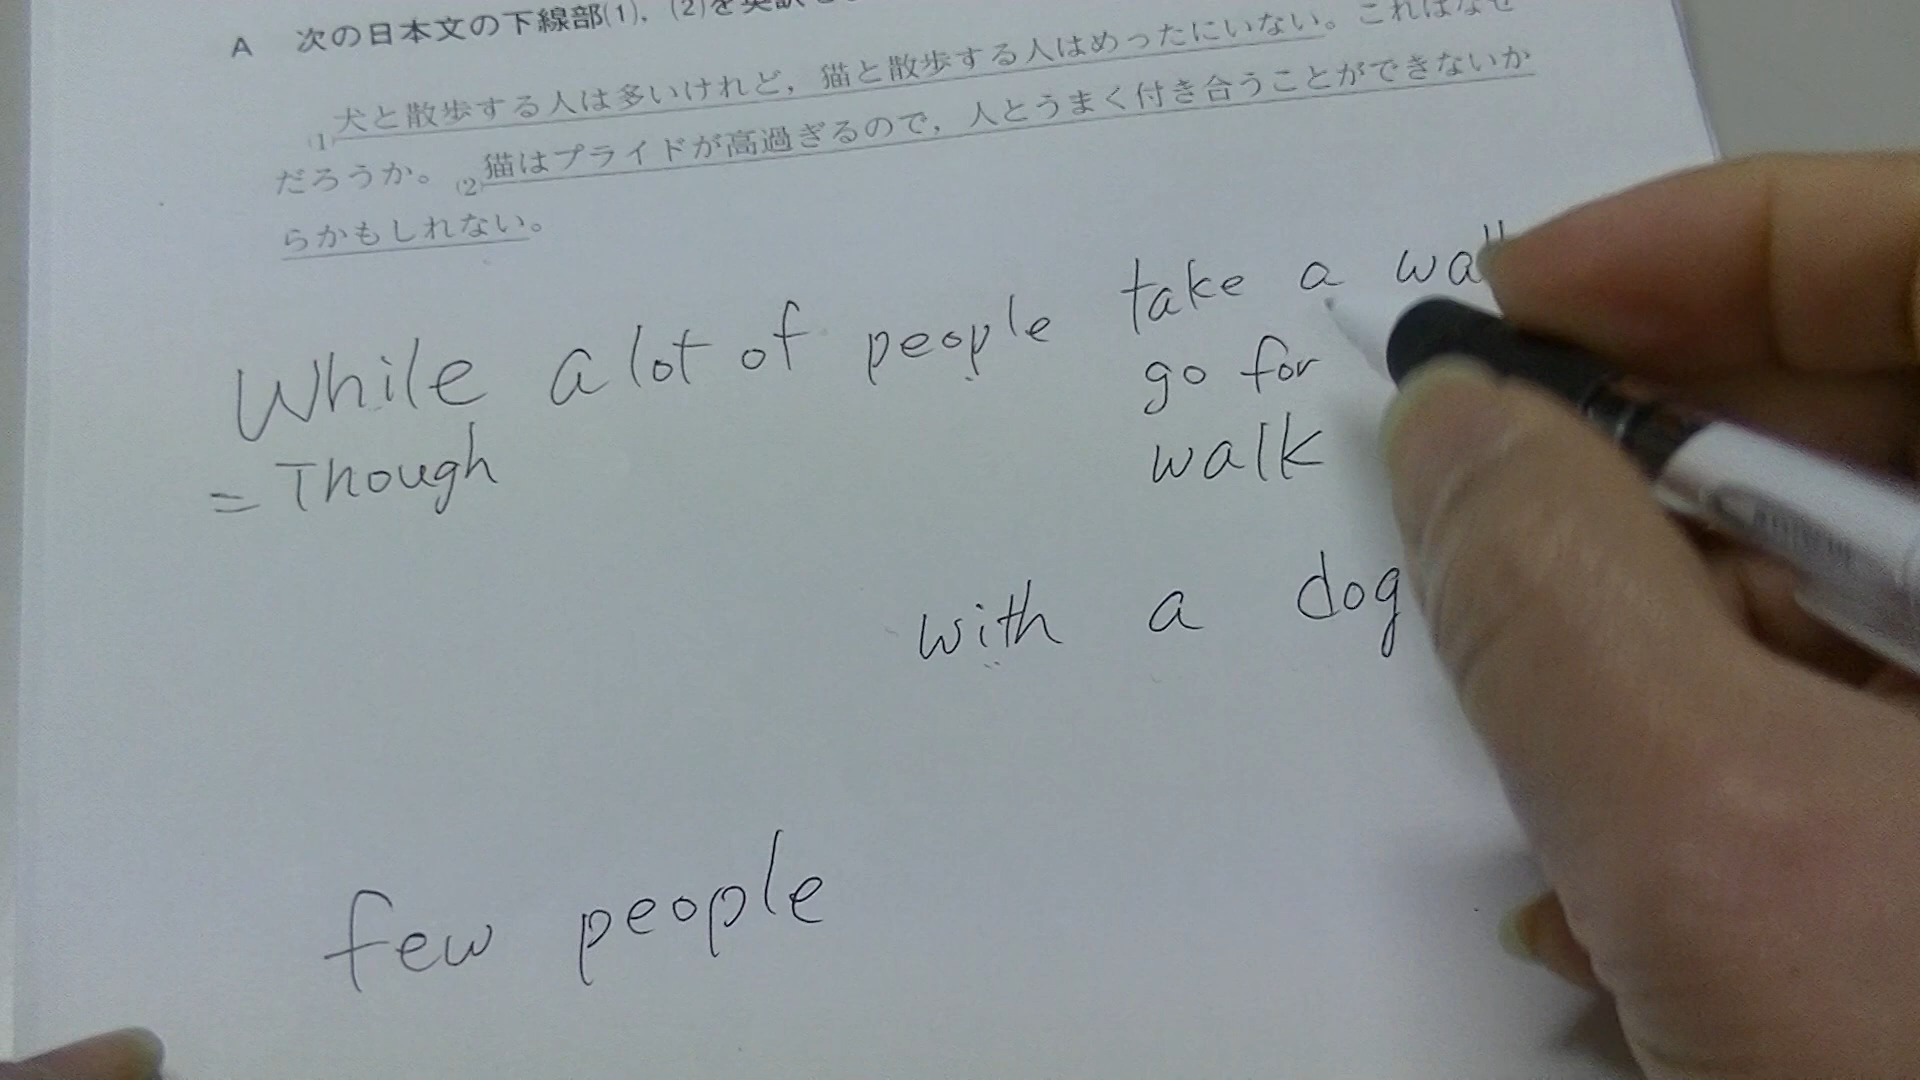 A 次の日本文の下線部(1), (2)を英訳
(1)犬と散歩する人は多いけれど，猫と散歩する人はめったにいない。これはなぜ
だろうか。(2)猫はプライドが高過ぎるので，人とうまく付き合うことができないか
らかもしれない。
While a lot of people take a wal
= Though
go for
walk
with a dog
few people